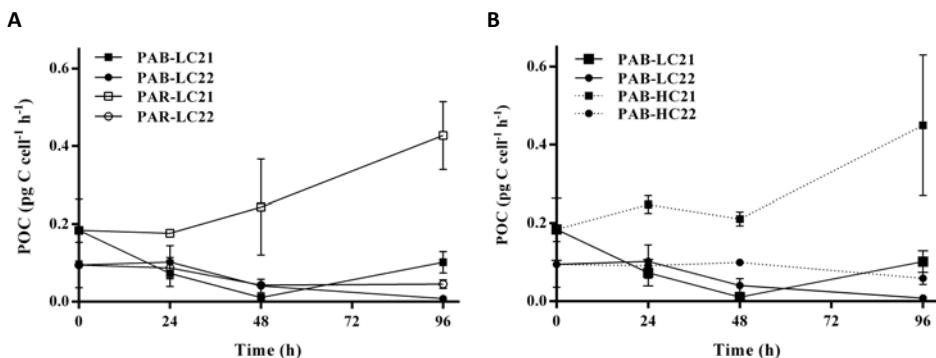 A
PAB-LC21
PAB-LC22
PAR-LC21
PAR-LC22
POC (pg C cell⁻¹ h⁻¹)
0.6
0.4
0.2
0.0
0 24 48 72 96
Time (h)
B
PAB-LC21
PAB-LC22
PAB-HC21
PAB-HC22
POC (pg C cell⁻¹ h⁻¹)
0.6
0.4
0.2
0.0
0 24 48 72 96
Time (h)